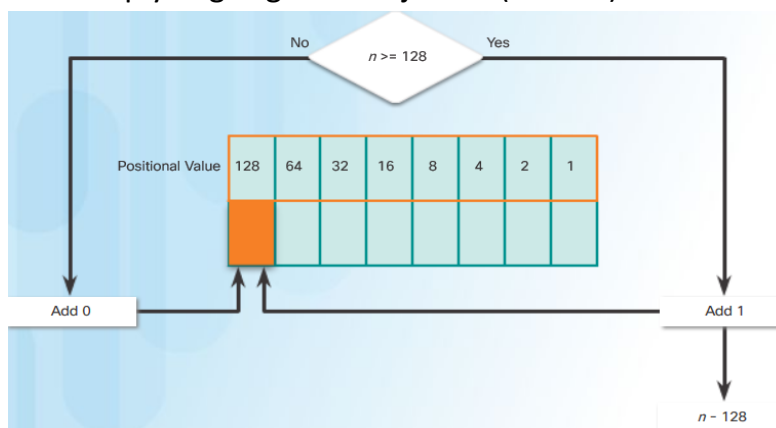 No
n >= 128
Yes
Positional Value 128 64 32 16 8 4 2 1
Add 0
Add 1
n - 128